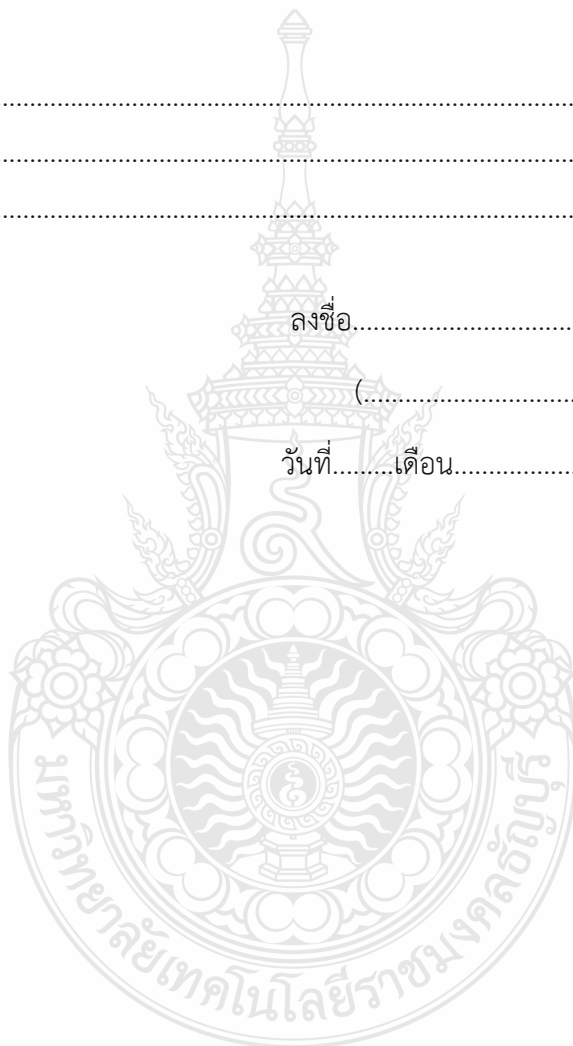 ................................................................................
................................................................................
................................................................................
ลงชื่อ..............................
(..............................
วันที่.........เดือน................
มหาวิทยาลัยเทคโนโลยีราชมงคลธัญบุรี